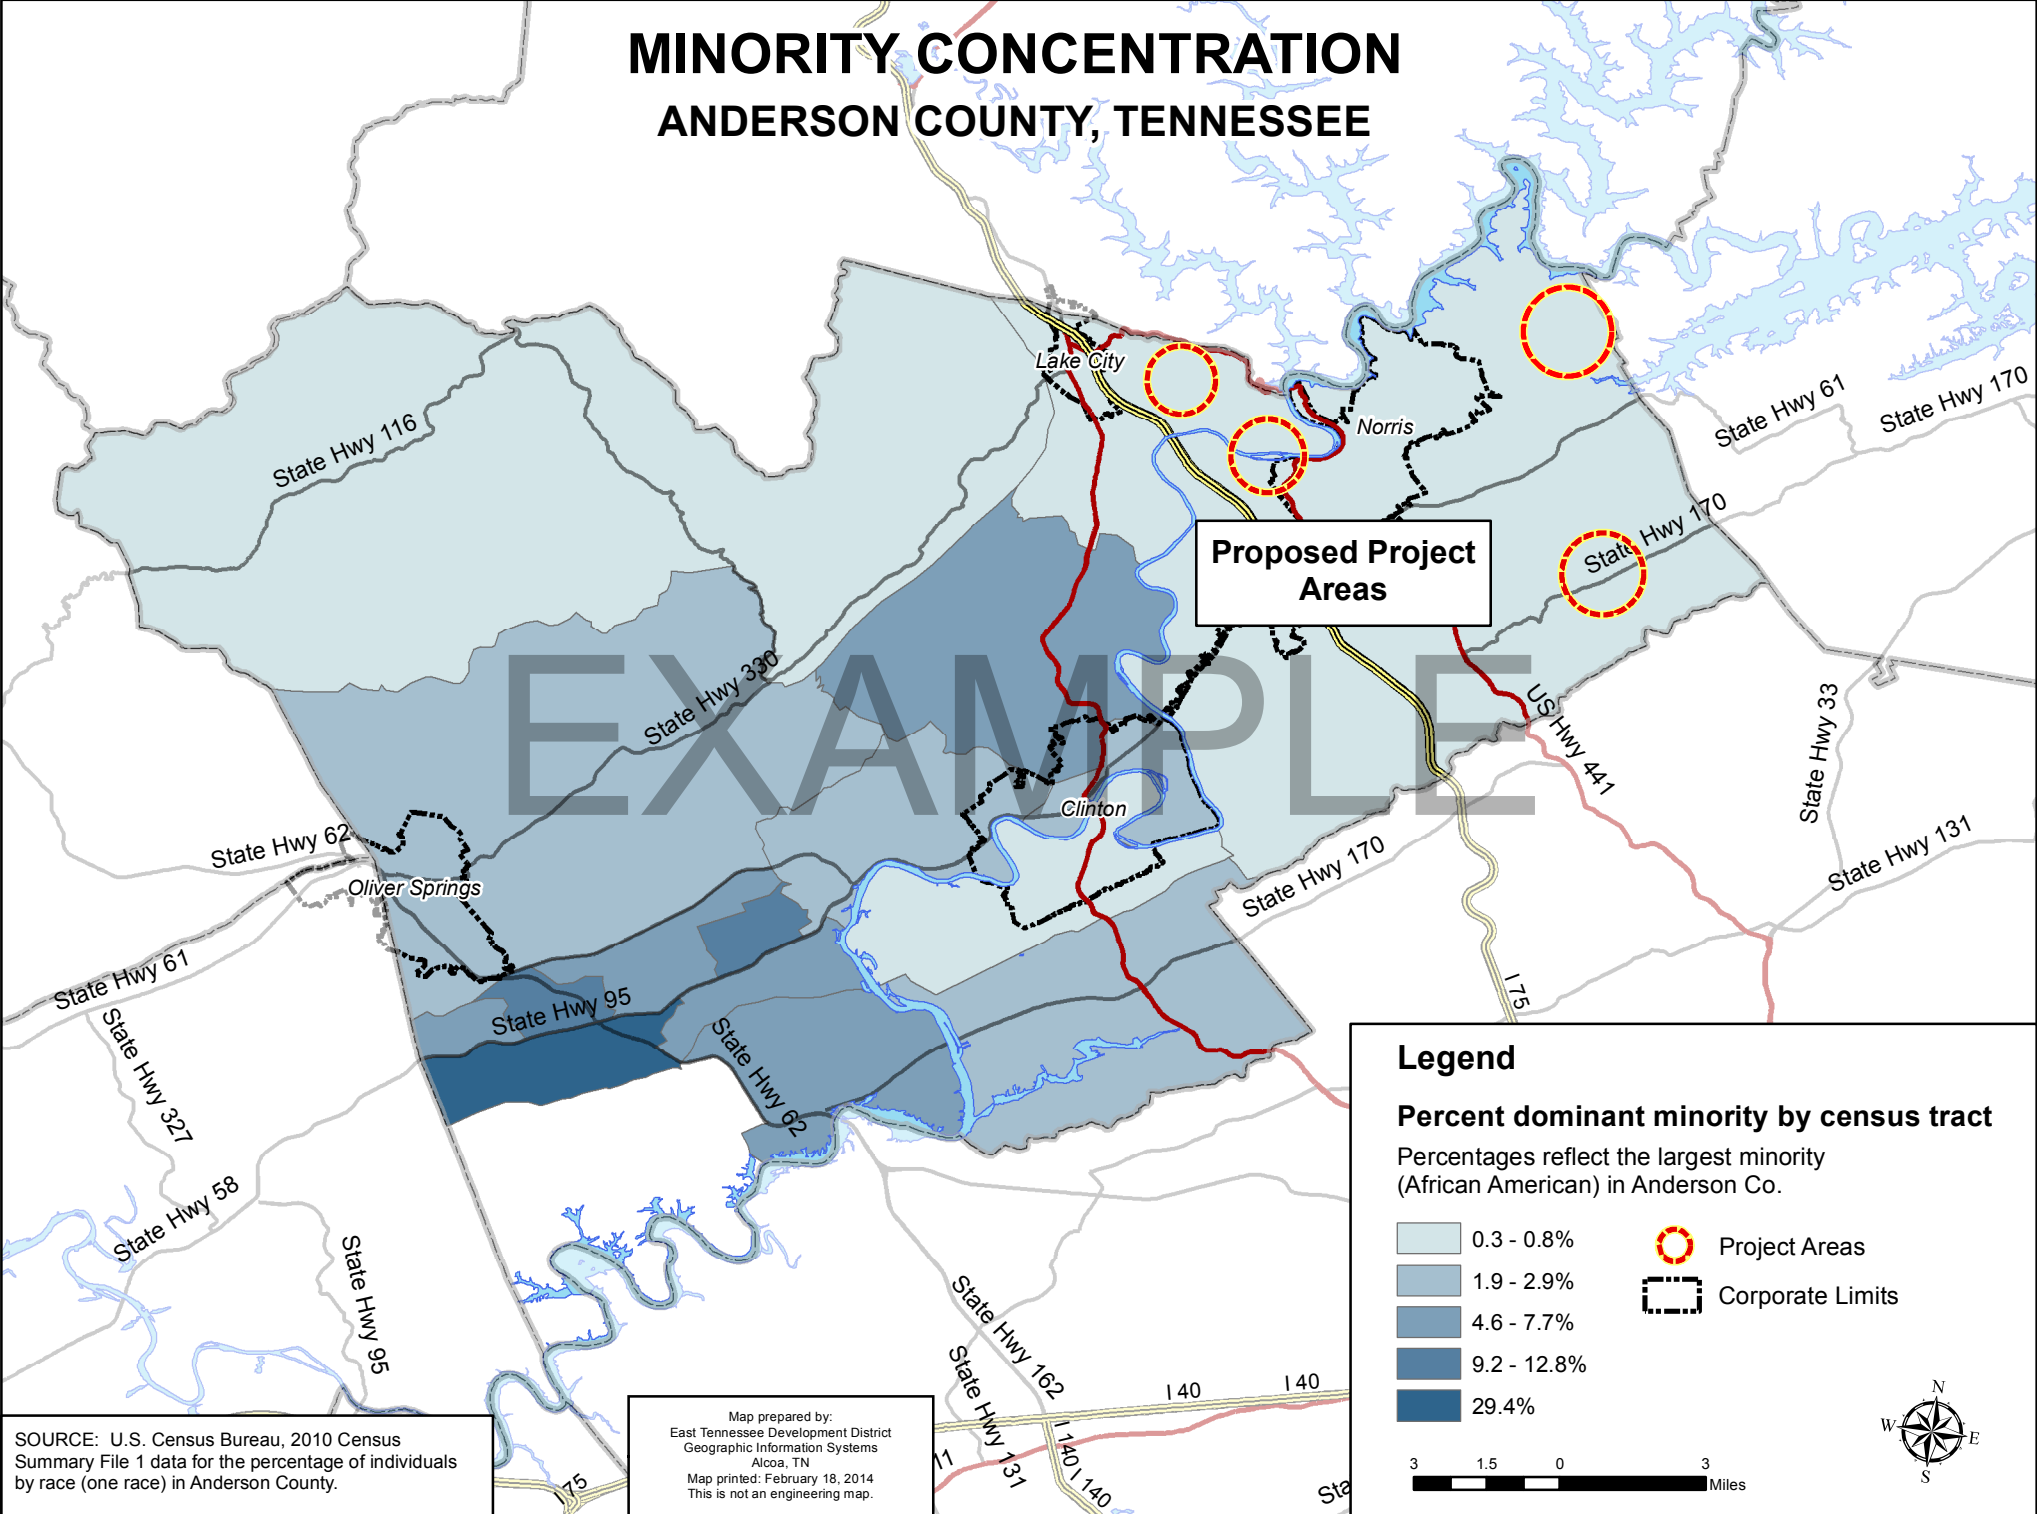 MINORITY CONCENTRATION
ANDERSON COUNTY, TENNESSEE
Lake City
Norris
State Hwy 61
State Hwy 170
State Hwy 116
State Hwy 170
Proposed Project
Areas
EXAMPLE
State Hwy 330
US Hwy 441
State Hwy 33
Clinton
State Hwy 62
Oliver Springs
State Hwy 170
State Hwy 131
State Hwy 61
I 75
State Hwy 95
State Hwy 327
State Hwy 62
State Hwy 58
State Hwy 95
State Hwy 162
State Hwy 131
I 40
I 40
I 140
I 140
11
Sta
75
Legend
Percent dominant minority by census tract
Percentages reflect the largest minority
(African American) in Anderson Co.
0.3 - 0.8%
1.9 - 2.9%
4.6 - 7.7%
9.2 - 12.8%
29.4%
Project Areas
Corporate Limits
N
W E
S
3 1.5 0 3
Miles
SOURCE: U.S. Census Bureau, 2010 Census
Summary File 1 data for the percentage of individuals
by race (one race) in Anderson County.
Map prepared by:
East Tennessee Development District
Geographic Information Systems
Alcoa, TN
Map printed: February 18, 2014
This is not an engineering map.